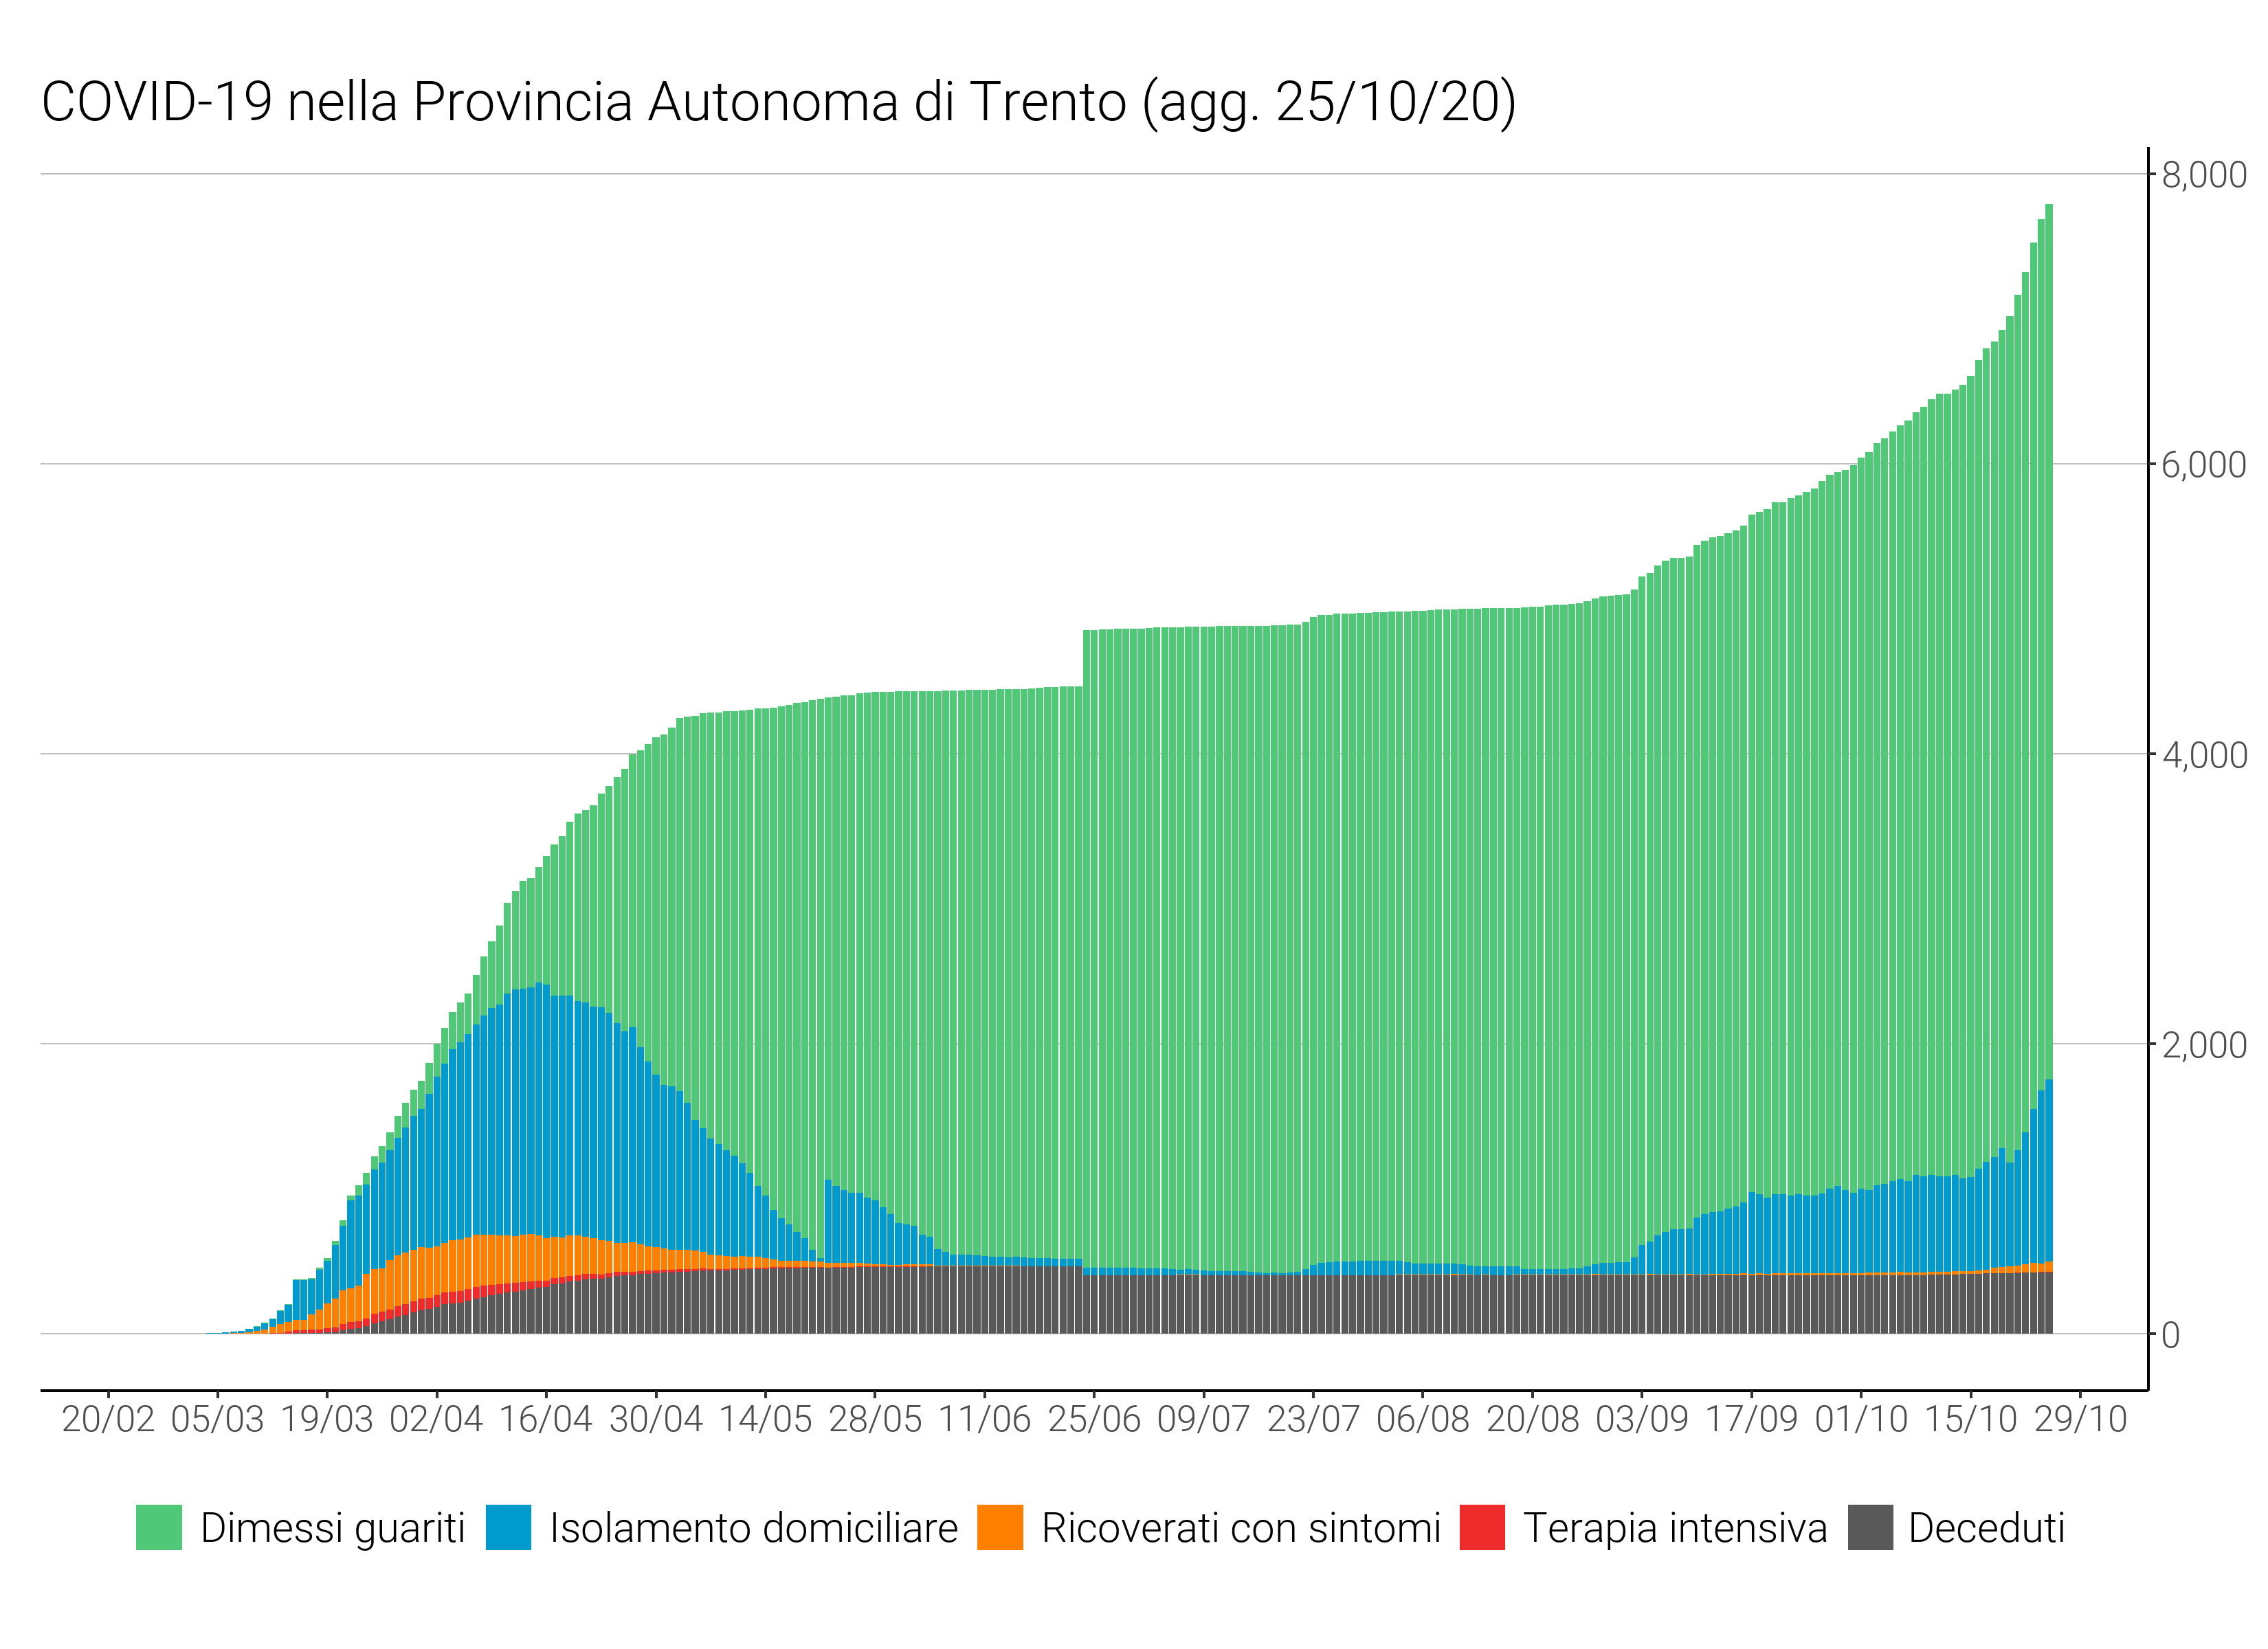 COVID-19 nella Provincia Autonoma di Trento (agg. 25/10/20)
8,000
6,000
4,000
2,000
0
20/02 05/03 19/03 02/04 16/04 30/04 14/05 28/05 11/06 25/06 09/07 23/07 06/08 20/08 03/09 17/09 01/10 15/10 29/10
Dimessi guariti Isolamento domiciliare Ricoverati con sintomi Terapia intensiva Deceduti